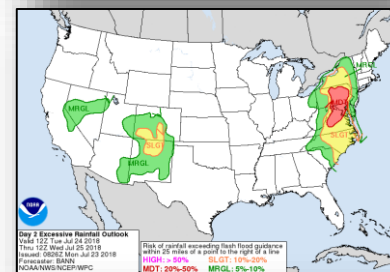 MRGL
MRGL
MDT
MRGL
SLGT
SLGT
MRGL
noaa
Day 2 Excessive Rainfall Outlook
Valid 12Z Tue Jul 24 2018
Thru 12Z Wed Jul 25 2018
Issued: 0826Z Mon Jul 23 2018
Forecaster: BANN
NOAA/NWS/NCEP/WPC
Risk of rainfall exceeding flash flood guidance
within 25 miles of a point to the right of a line
HIGH: > 50% SLGT: 10%-20%
MDT: 20%-50% MRGL: 5%-10%